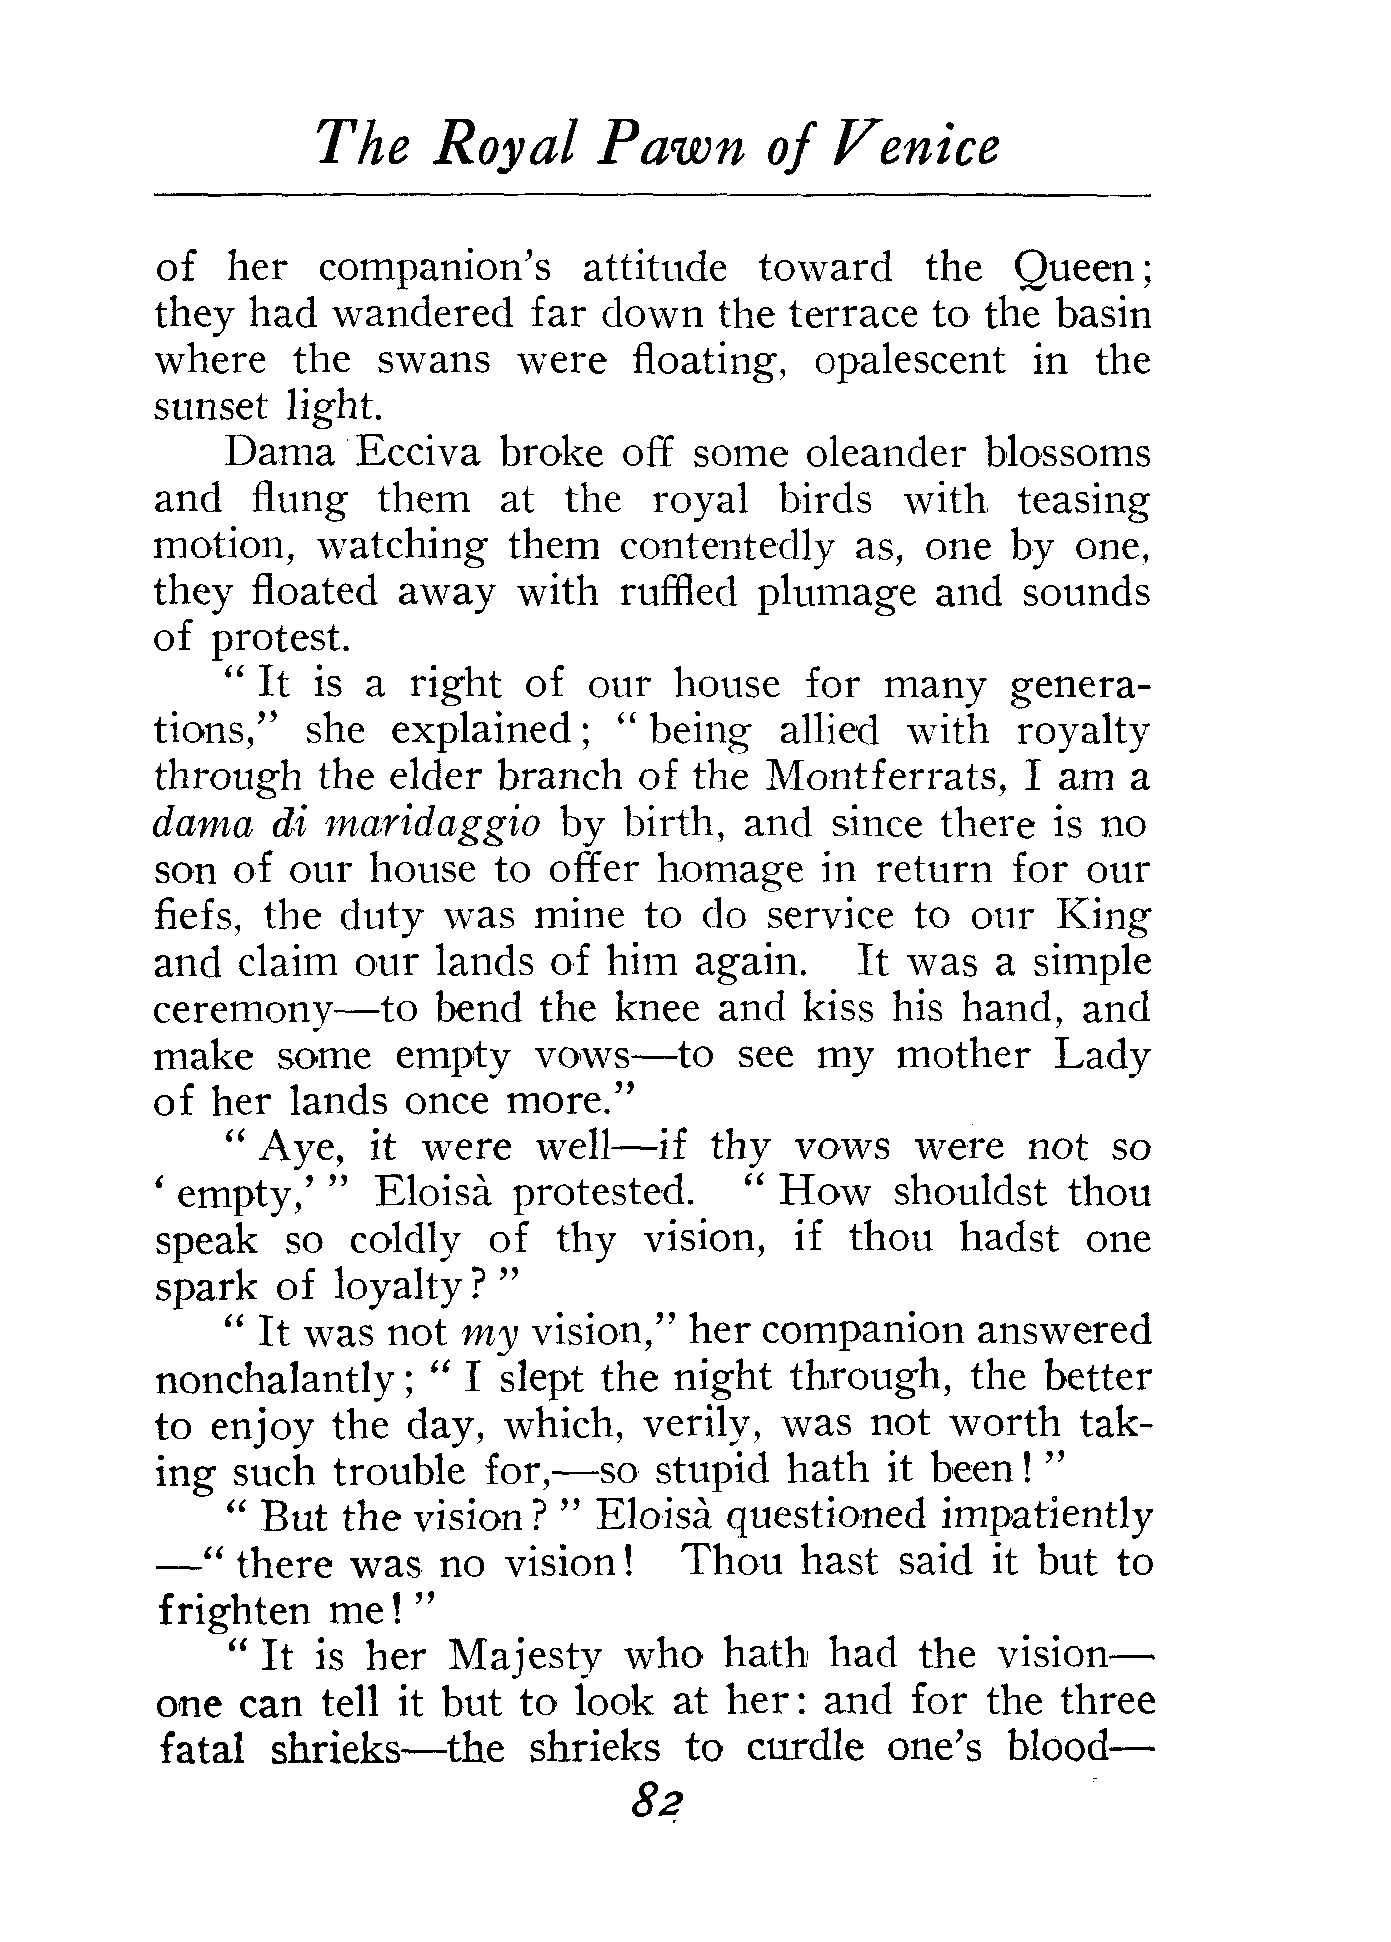 The Royal Pawn of Venice
of her companion's attitude toward the Queen;
they had wandered far down the terrace to the basin
where the swans were floating, opalescent in the
sunset light.
Dama Ecciva broke off some oleander blossoms
and flung them at the royal birds with teasing
motion, watching them contentedly as, one by one,
they floated away with ruffled plumage and sounds
of protest.
“ It is a right of our house for many genera-
tions,” she explained; “ being allied with royalty
through the elder branch of the Montferrats, I am a
dama di maridaggio by birth, and since there is no
son of our house to offer homage in return for our
fiefs, the duty was mine to do service to our King
and claim our lands of him again. It was a simple
ceremony—to bend the knee and kiss his hand, and
make some empty vows—to see my mother Lady
of her lands once more.”
“ Aye, it were well—if thy vows were not so
‘ empty,’ ” Eloisà protested. “ How shouldst thou
speak so coldly of thy vision, if thou hadst one
spark of loyalty? ”
“ It was not my vision,” her companion answered
nonchalantly; “ I slept the night through, the better
to enjoy the day, which, verily, was not worth tak-
ing such trouble for,—so stupid hath it been! ”
“ But the vision? ” Eloisà questioned impatiently
—“ there was no vision! Thou hast said it but to
frighten me! ”
“ It is her Majesty who hath had the vision—
one can tell it but to look at her: and for the three
fatal shrieks—the shrieks to curdle one's blood—
82